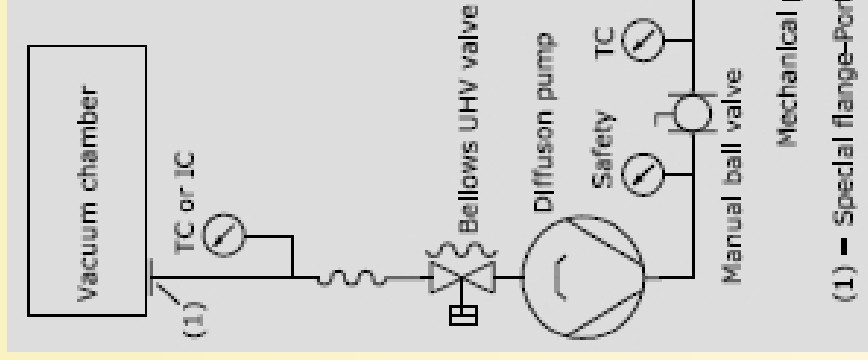 Vacuum chamber
(1)
TC or IC
Bellows UHV valve
Diffuson pump
Safety
TC
Manual ball valve
Mechanical
(1) – Special flange-Port